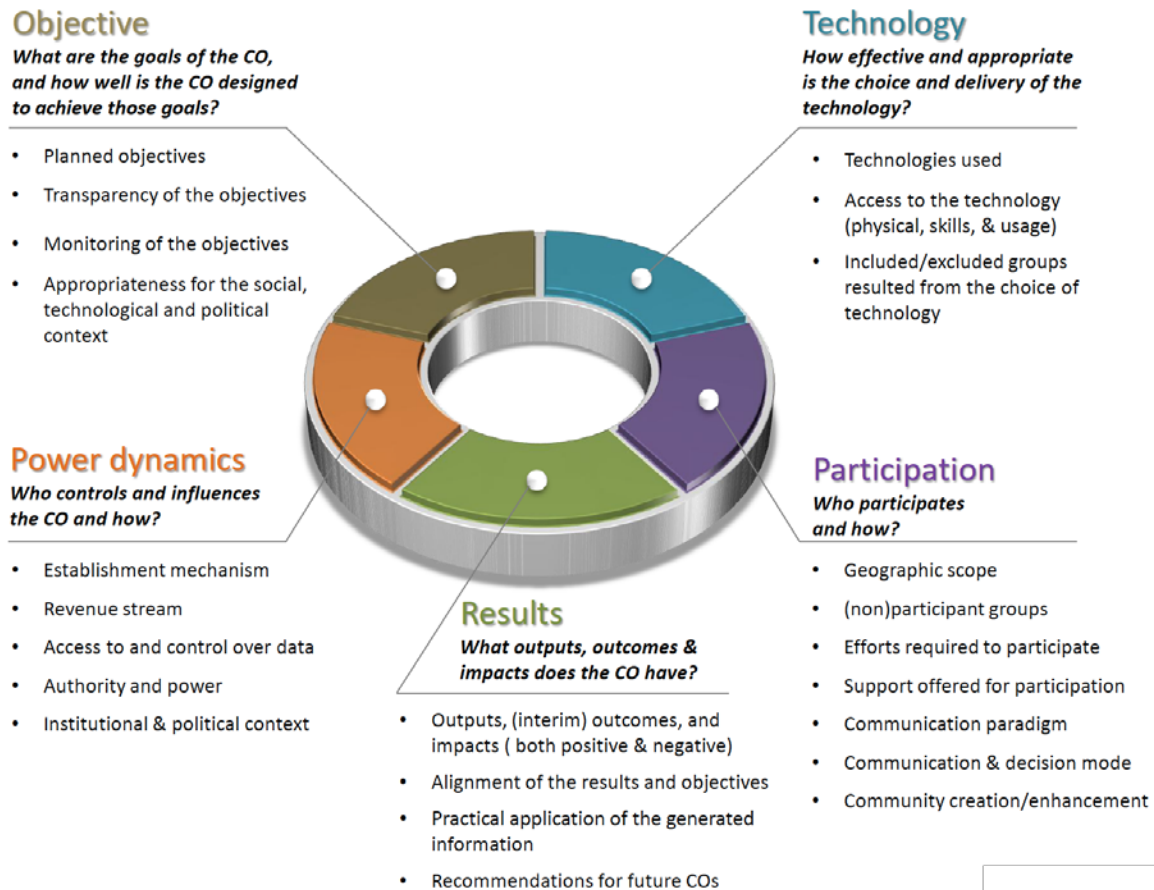 Objective
What are the goals of the CO,
and how well is the CO designed
to achieve those goals?
• Planned objectives
• Transparency of the objectives
• Monitoring of the objectives
• Appropriateness for the social,
technological and political
context
Technology
How effective and appropriate
is the choice and delivery of the
technology?
• Technologies used
• Access to the technology
(physical, skills, & usage)
• Included/excluded groups
resulted from the choice of
technology
Power dynamics
Who controls and influences
the CO and how?
• Establishment mechanism
• Revenue stream
• Access to and control over data
• Authority and power
• Institutional & political context
Results
What outputs, outcomes &
impacts does the CO have?
• Outputs, (interim) outcomes, and
impacts ( both positive & negative)
• Alignment of the results and objectives
• Practical application of the generated
information
• Recommendations for future COs
Participation
Who participates
and how?
• Geographic scope
• (non)participant groups
• Efforts required to participate
• Support offered for participation
• Communication paradigm
• Communication & decision mode
• Community creation/enhancement